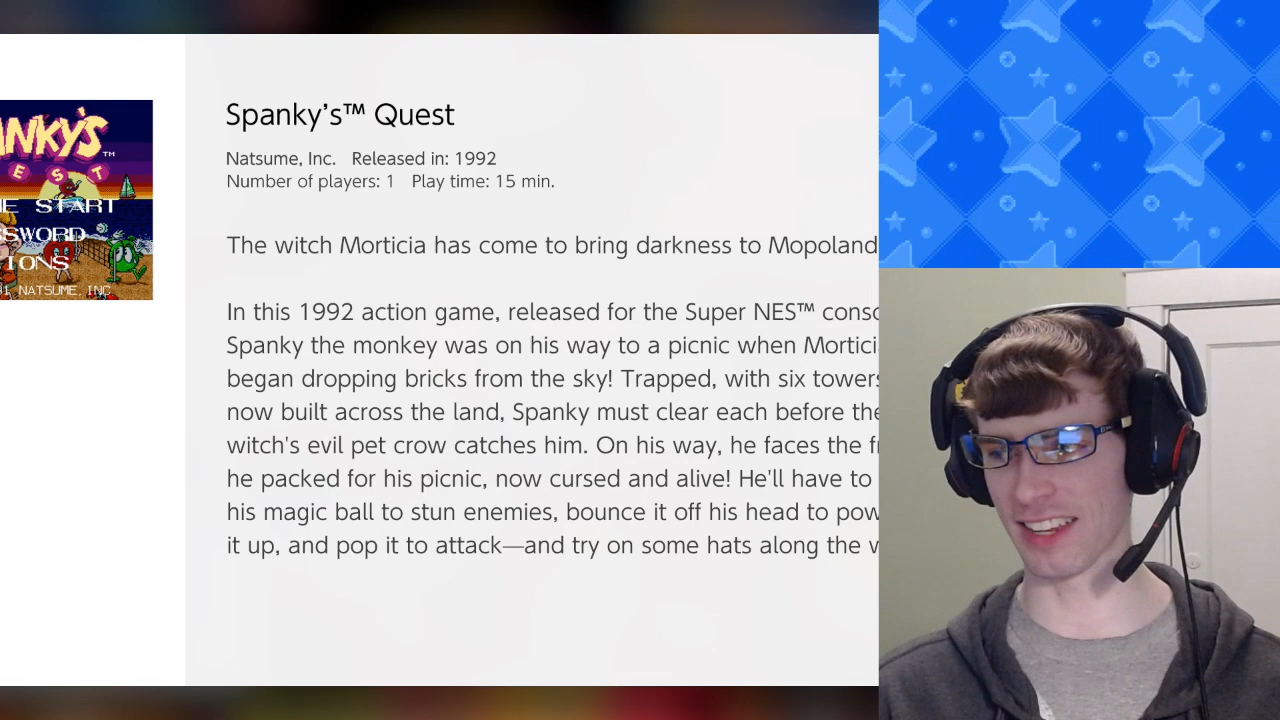 Spanky's™ Quest
Natsume, Inc. Released in: 1992
Number of players: 1 Play time: 15 min.
The witch Morticia has come to bring darkness to Mopoland
In this 1992 action game, released for the Super NES™
Spanky the monkey was on his way to a picnic when
began dropping bricks from the sky! Trapped, with six towers
now built across the land, Spanky must clear each before the
witch's evil pet crow catches him. On his way, he faces the
he packed for his picnic, now cursed and alive! He'll have to
his magic ball to stun enemies, bounce it off his head to
it up, and pop it to attack—and try on some hats along the
NKY'S™
E S T
START
NATSUME, INC